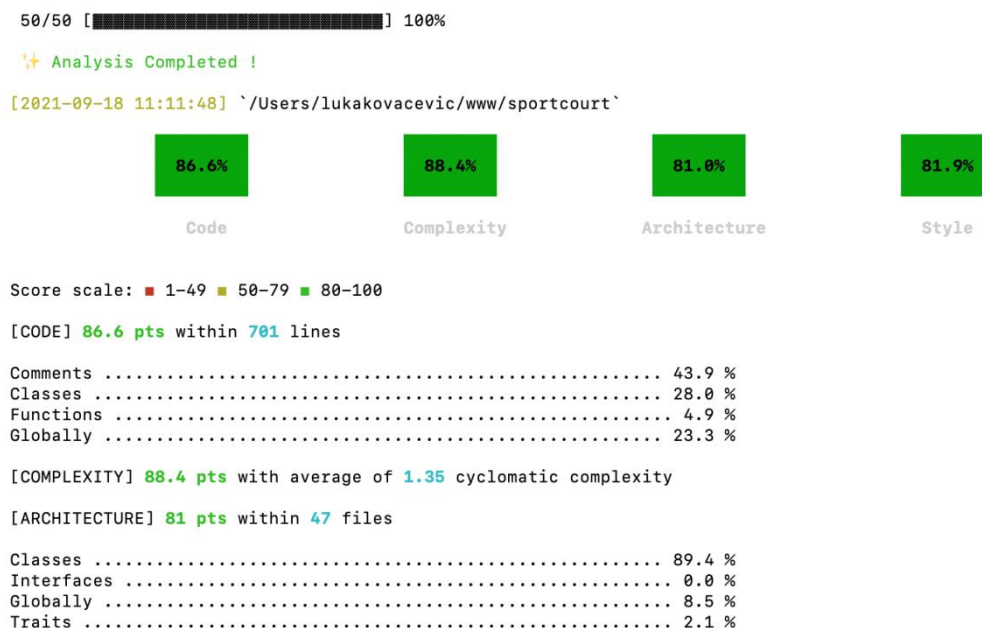 50/50 [▓▓▓▓▓▓▓▓▓▓▓▓▓▓▓▓▓▓▓▓▓▓▓▓▓▓▓▓] 100%
✨ Analysis Completed !
[2021-09-18 11:11:48] `/Users/lukakovacevic/www/sportcourt`
86.6% 88.4% 81.0% 81.9%
Code Complexity Architecture Style
Score scale: ■ 1-49 ■ 50-79 ■ 80-100
[CODE] 86.6 pts within 701 lines
Comments ...................................................... 43.9 %
Classes ....................................................... 28.0 %
Functions ...................................................... 4.9 %
Globally ...................................................... 23.3 %
[COMPLEXITY] 88.4 pts with average of 1.35 cyclomatic complexity
[ARCHITECTURE] 81 pts within 47 files
Classes ....................................................... 89.4 %
Interfaces ..................................................... 0.0 %
Globally ....................................................... 8.5 %
Traits ......................................................... 2.1 %